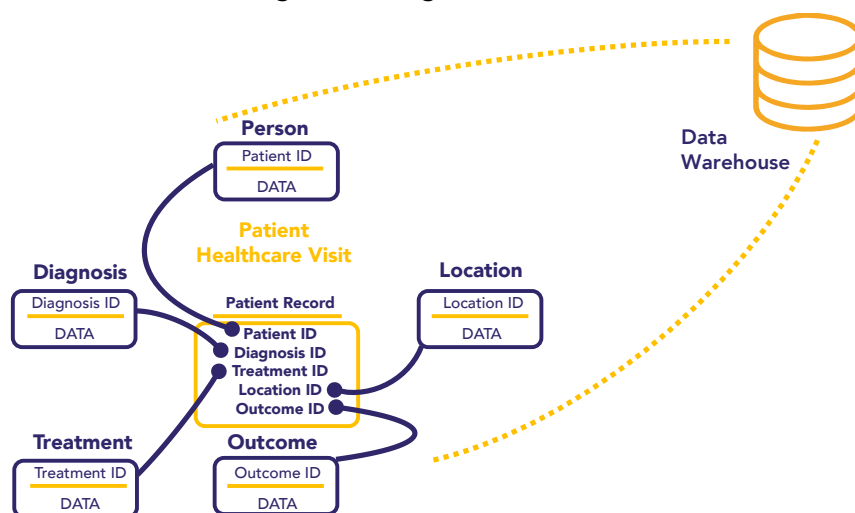 Person
Patient ID
DATA
Data
Warehouse
Patient
Healthcare Visit
Diagnosis
Diagnosis ID
DATA
Patient Record
Patient ID
Diagnosis ID
Treatment ID
Location ID
Outcome ID
Location
Location ID
DATA
Treatment
Treatment ID
DATA
Outcome
Outcome ID
DATA